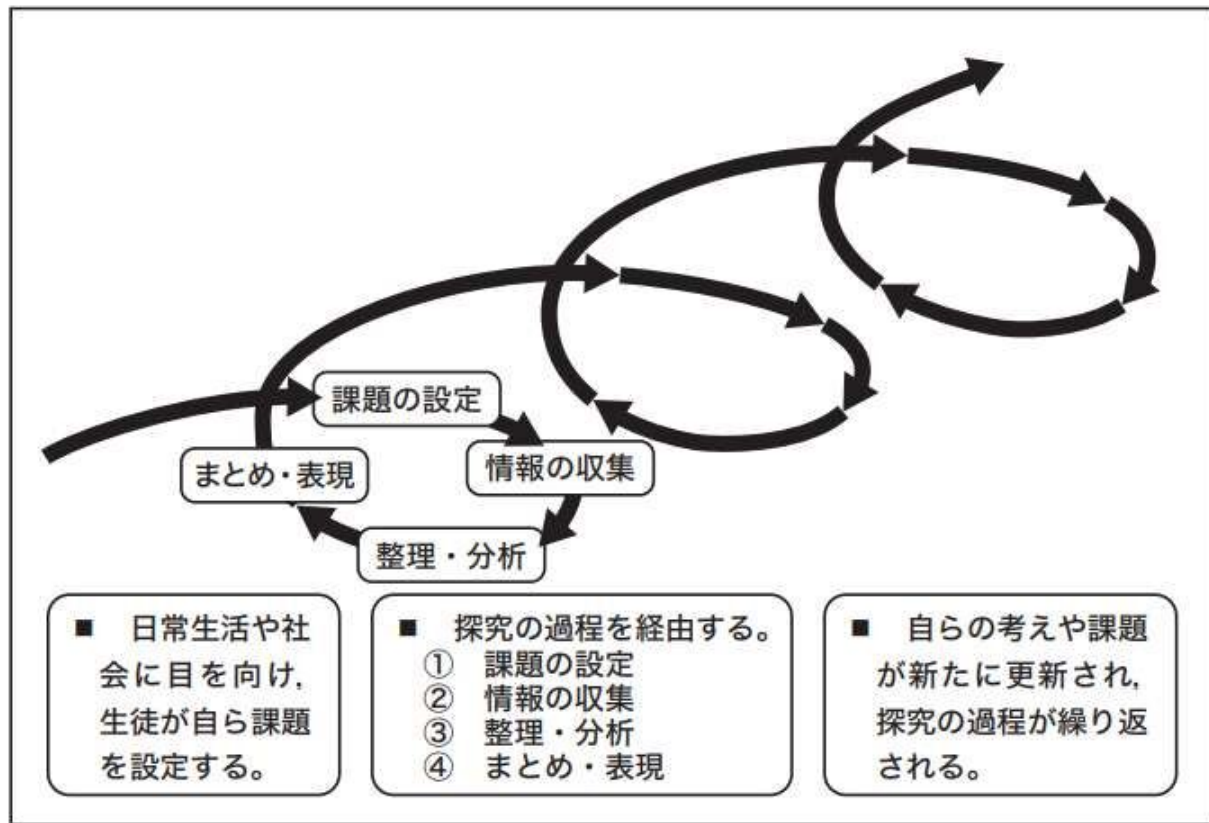 課題の設定
情報の収集
まとめ・表現
整理・分析
■ 日常生活や社
会に目を向け,
生徒が自ら課題
を設定する。
■ 探究の過程を経由する。
① 課題の設定
② 情報の収集
③ 整理・分析
④ まとめ・表現
■ 自らの考えや課題
が新たに更新され,
探究の過程が繰り返
される。